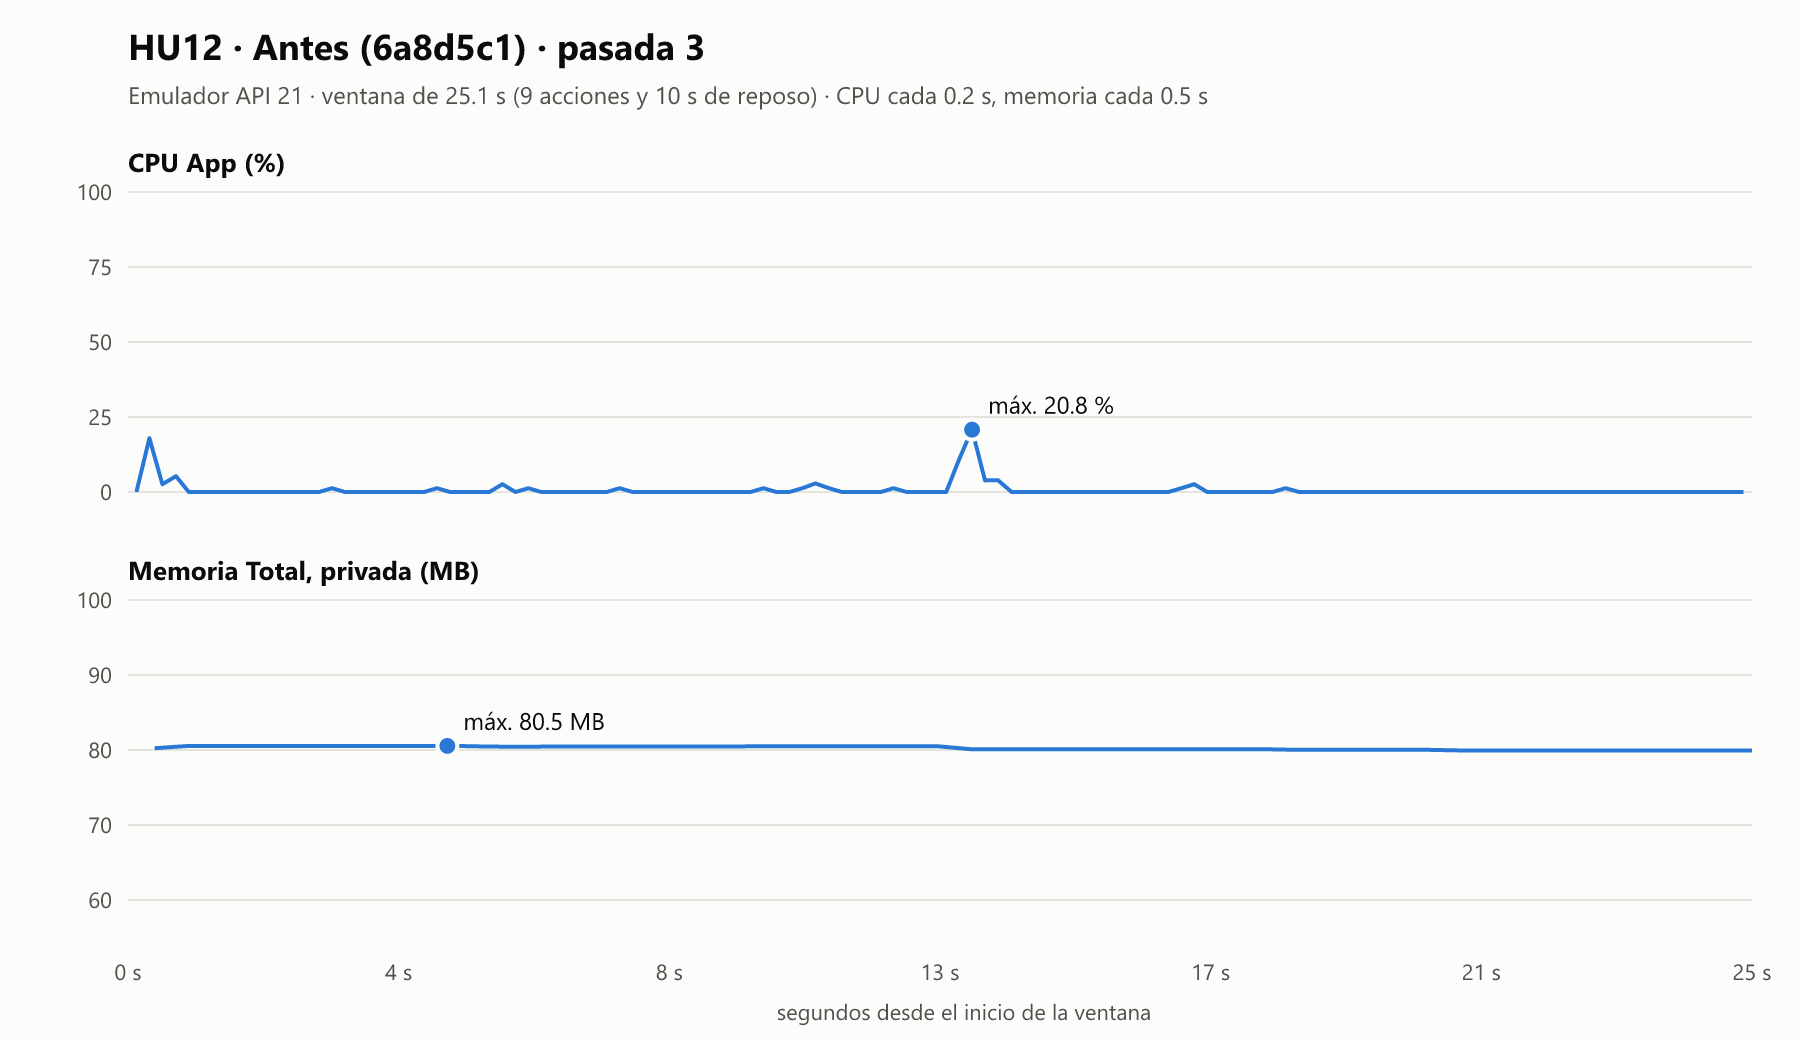 HU12 · Antes (6a8d5c1) · pasada 3
Emulador API 21 · ventana de 25.1 s (9 acciones y 10 s de reposo) · CPU cada 0.2 s, memoria cada 0.5 s
CPU App (%)
100
75
50
25
0
máx. 20.8 %
Memoria Total, privada (MB)
100
90
80
70
60
máx. 80.5 MB
0 s 4 s 8 s 13 s 17 s 21 s 25 s
segundos desde el inicio de la ventana